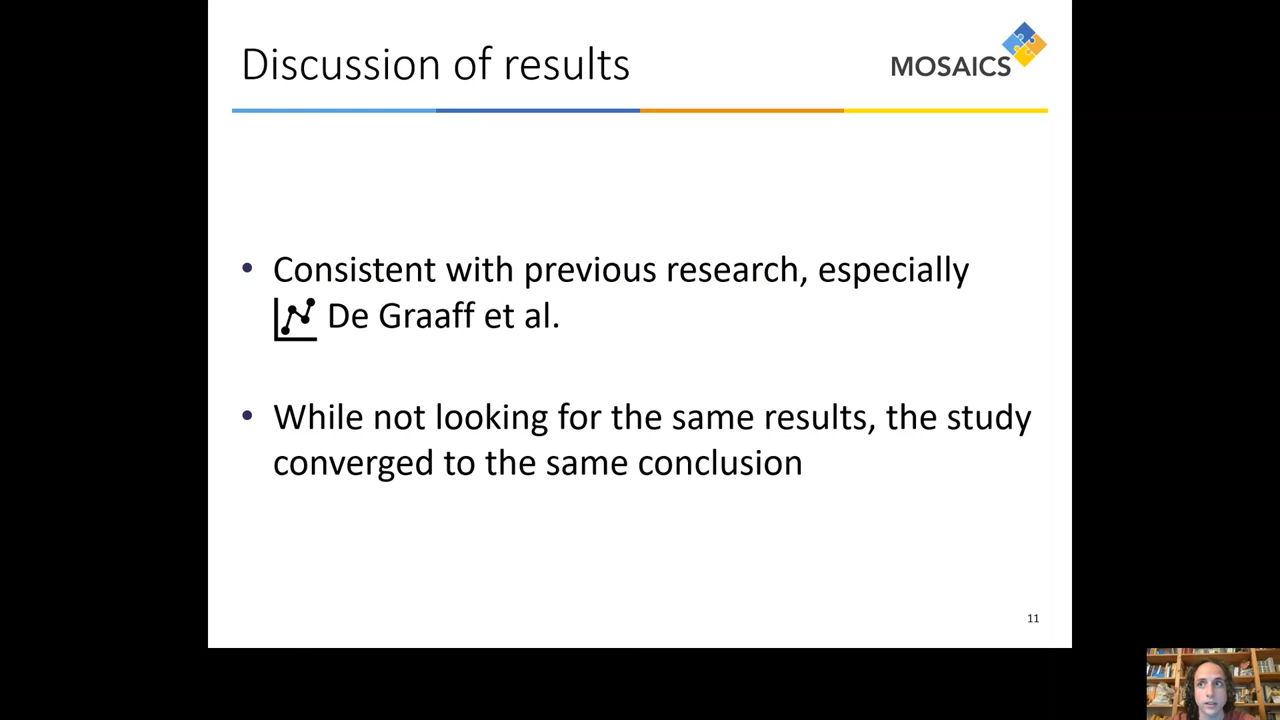 Discussion of results
MOSAICS
• Consistent with previous research, especially
De Graaff et al.
• While not looking for the same results, the study
converged to the same conclusion
11